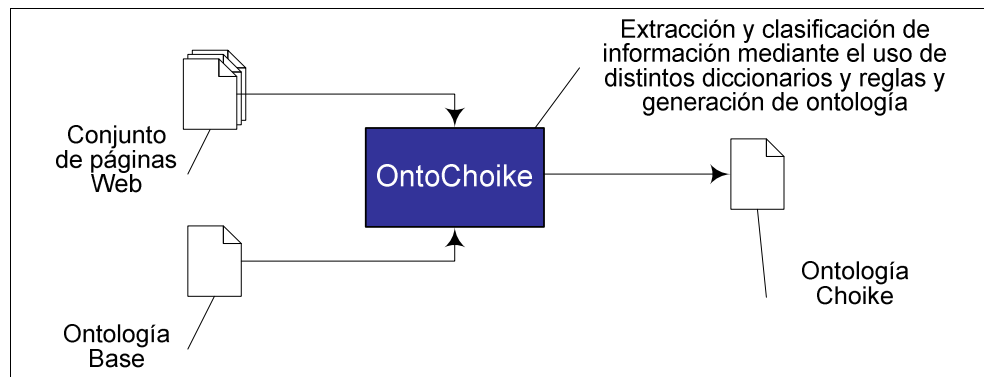 Extracción y clasificación de
información mediante el uso de
distintos diccionarios y reglas y
generación de ontología
Conjunto
de páginas
Web
OntoChoike
Ontología
Choike
Ontología
Base